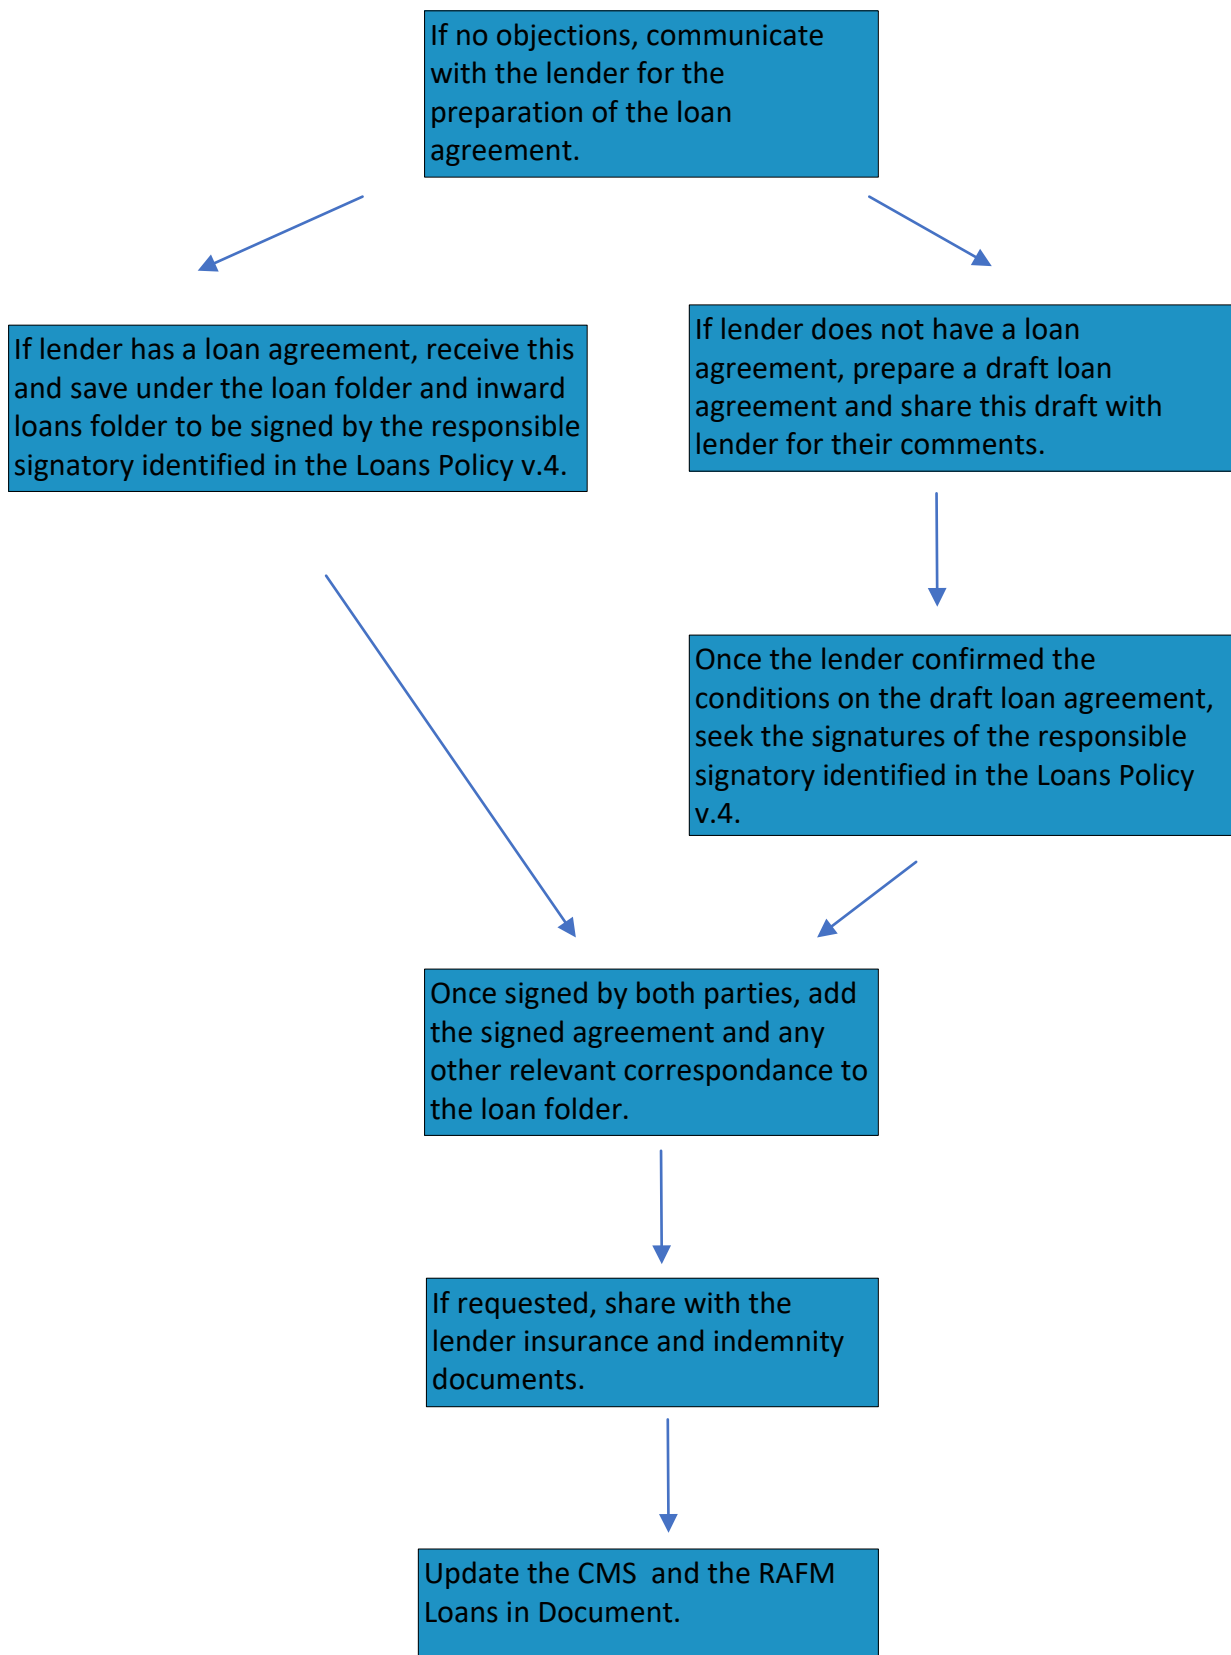 If no objections, communicate
with the lender for the
preparation of the loan
agreement.
If lender has a loan agreement, receive this
and save under the loan folder and inward
loans folder to be signed by the responsible
signatory identified in the Loans Policy v.4.
If lender does not have a loan
agreement, prepare a draft loan
agreement and share this draft with
lender for their comments.
Once the lender confirmed the
conditions on the draft loan agreement,
seek the signatures of the responsible
signatory identified in the Loans Policy
v.4.
Once signed by both parties, add
the signed agreement and any
other relevant correspondance to
the loan folder.
If requested, share with the
lender insurance and indemnity
documents.
Update the CMS  and the RAFM
Loans in Document.